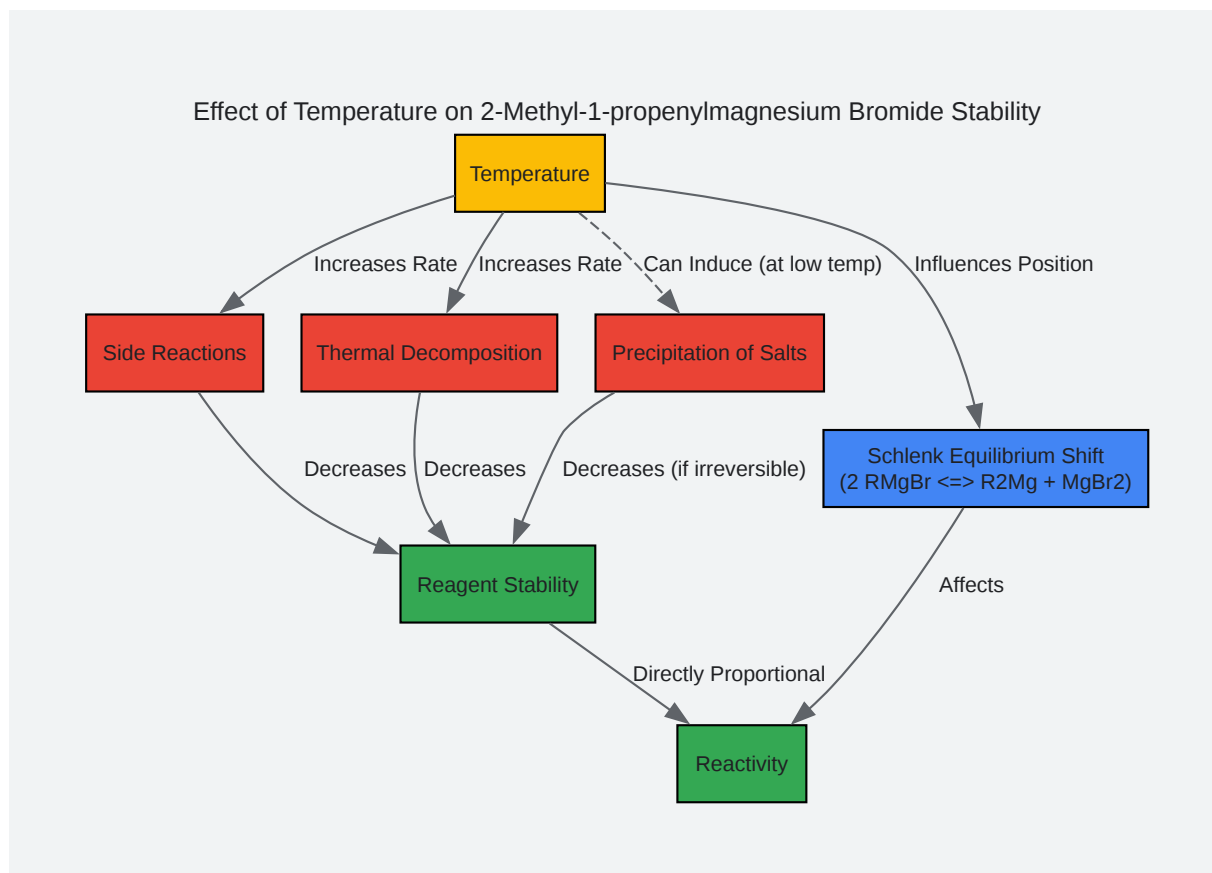 Effect of Temperature on 2-Methyl-1-propenylmagnesium Bromide Stability
Temperature
Increases Rate
Increases Rate
Can Induce (at low temp)
Influences Position
Side Reactions
Thermal Decomposition
Precipitation of Salts
Schlenk Equilibrium Shift
(2 RMgBr <=> R2Mg + MgBr2)
Decreases
Decreases
Decreases (if irreversible)
Reagent Stability
Affects
Directly Proportional
Reactivity